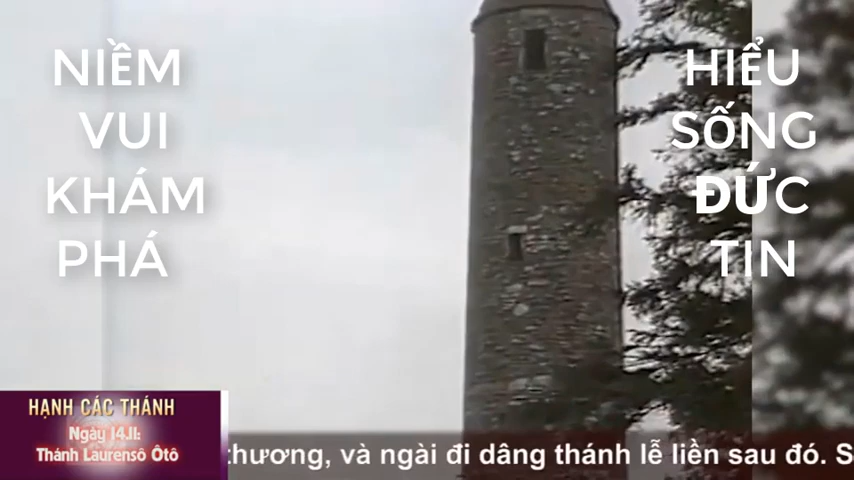 NIỀM
VUI
KHÁM
PHÁ
HIỂU
SỐNG
ĐỨC
TIN
HẠNH CÁC THÁNH
Ngày 14.11:
Thánh Laurensô Ôtô
thương, và ngài đi dâng thánh lễ liền sau đó. S